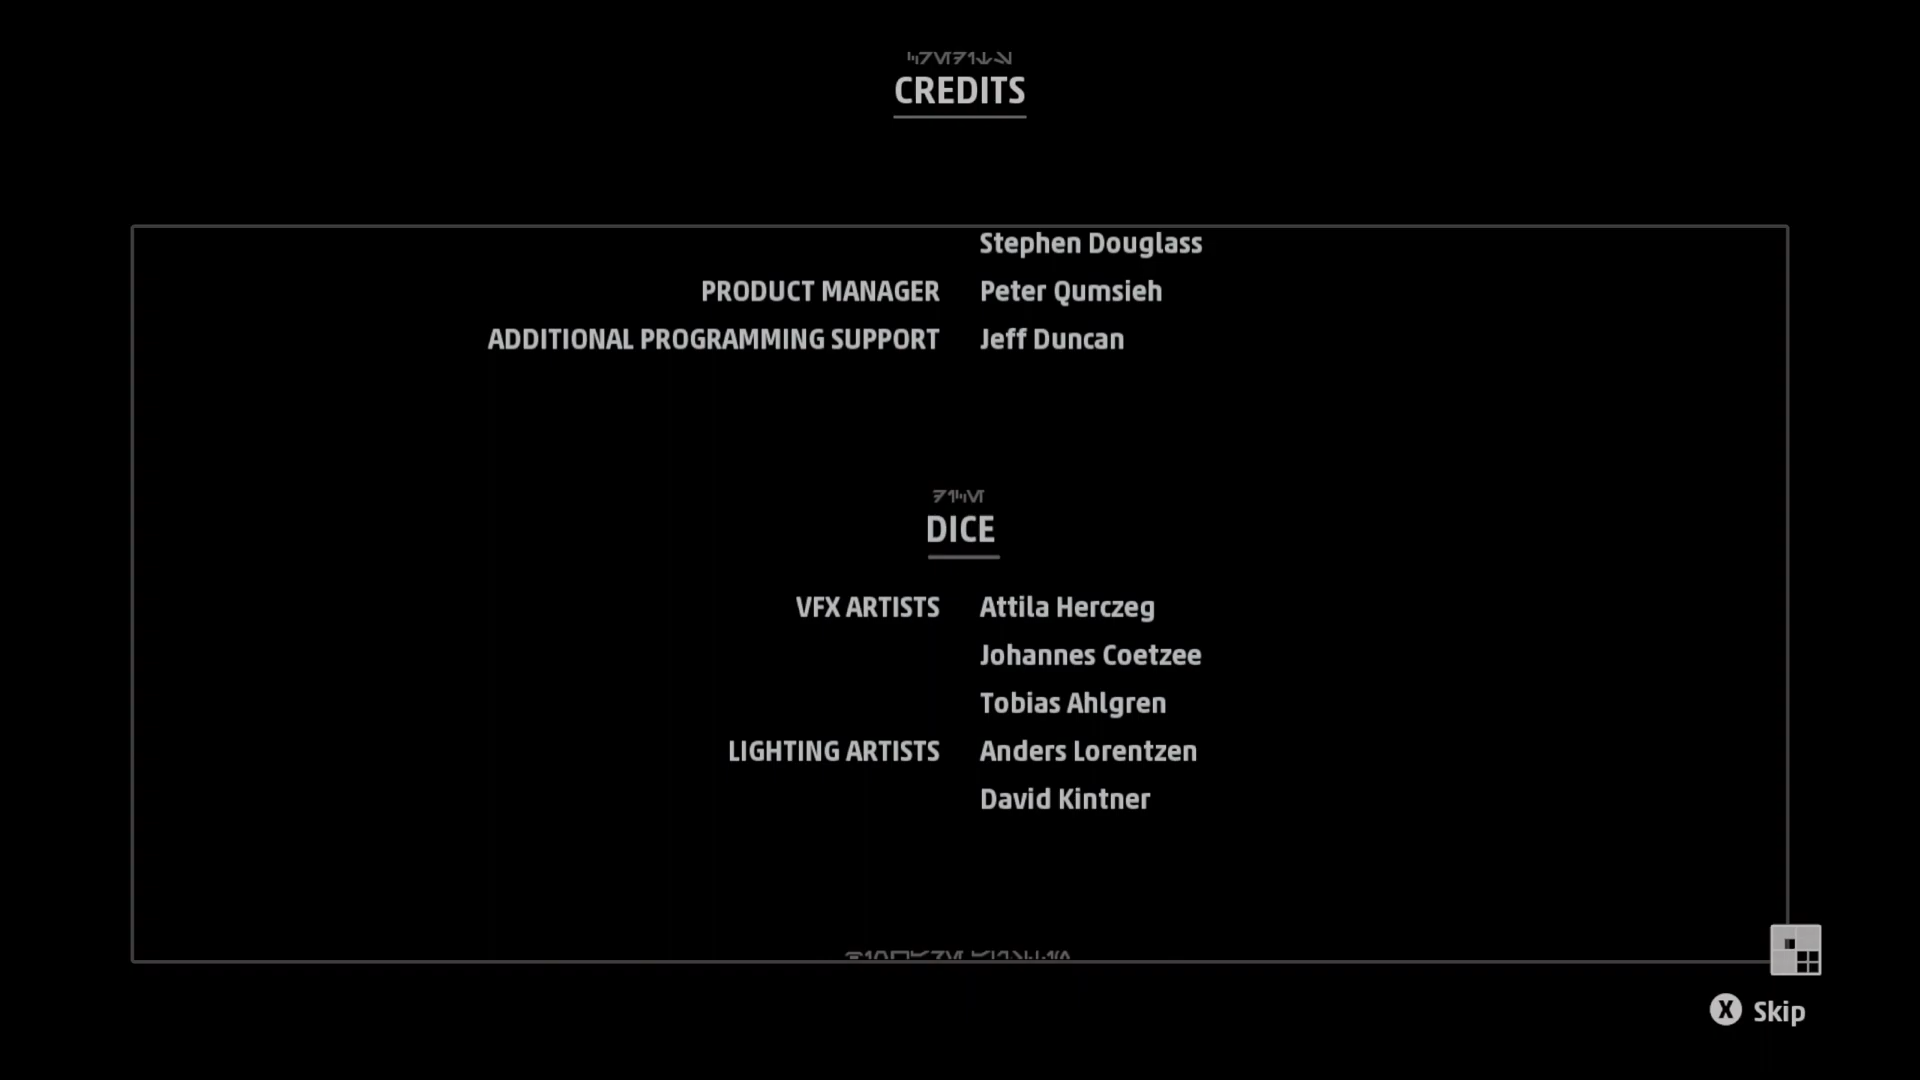 CREDITS
Stephen Douglass
PRODUCT MANAGER Peter Qumsieh
ADDITIONAL PROGRAMMING SUPPORT Jeff Duncan
DICE
VFX ARTISTS Attila Herczeg
Johannes Coetzee
Tobias Ahlgren
LIGHTING ARTISTS Anders Lorentzen
David Kintner
X Skip